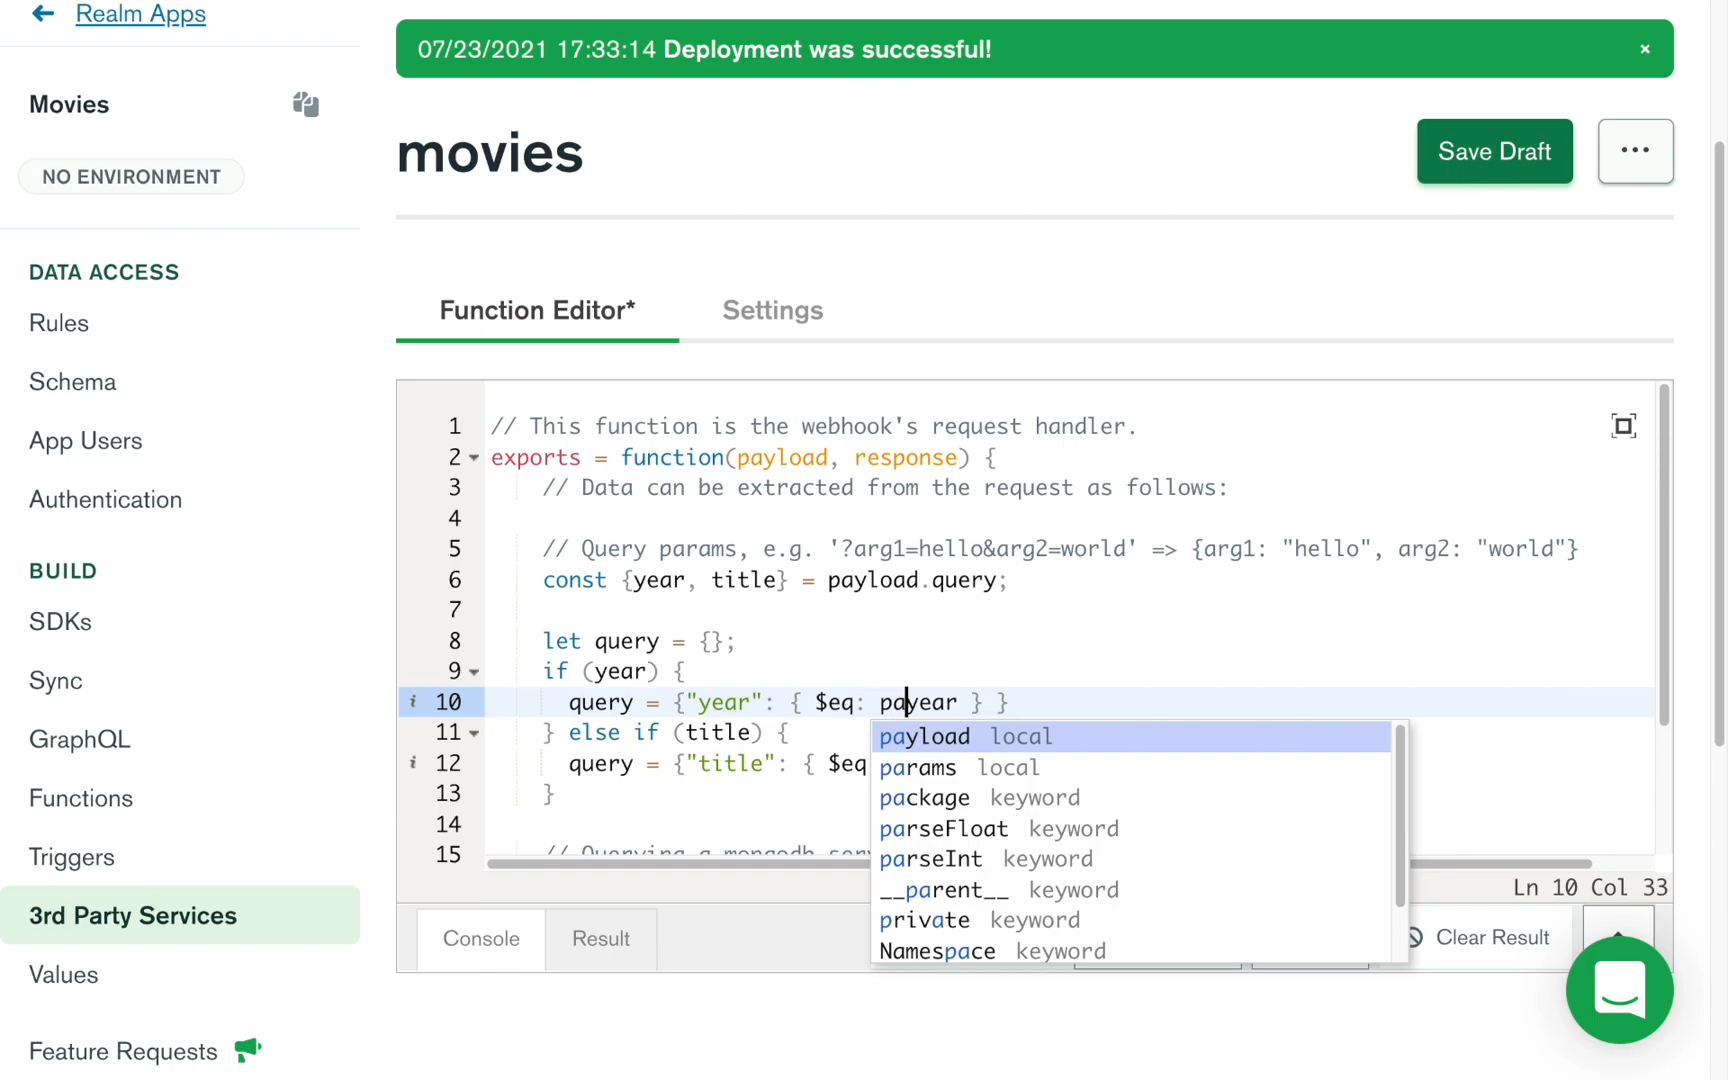 Realm Apps
Movies
NO ENVIRONMENT
DATA ACCESS
Rules
Schema
App Users
Authentication
BUILD
SDKs
Sync
GraphQL
Functions
Triggers
3rd Party Services
Values
Feature Requests
07/23/2021 17:33:14 Deployment was successful!
movies
Save Draft
Function Editor*
Settings
1 // This function is the webhook's request handler.
2 exports = function(payload, response) {
3 // Data can be extracted from the request as follows:
4
5 // Query params, e.g. '?arg1=hello&arg2=world' => {arg1: "hello", arg2: "world"}
6 const {year, title} = payload.query;
7
8 let query = {};
9 if (year) {
10 query = {"year": { $eq: payear } }
11 } else if (title) {
12 query = {"title": { $eq
13 }
14
15 // Querying a mongodb ser
payload local
params local
package keyword
parseFloat keyword
parseInt keyword
__parent__ keyword
private keyword
Namespace keyword
Ln 10 Col 33
Console
Result
Clear Result